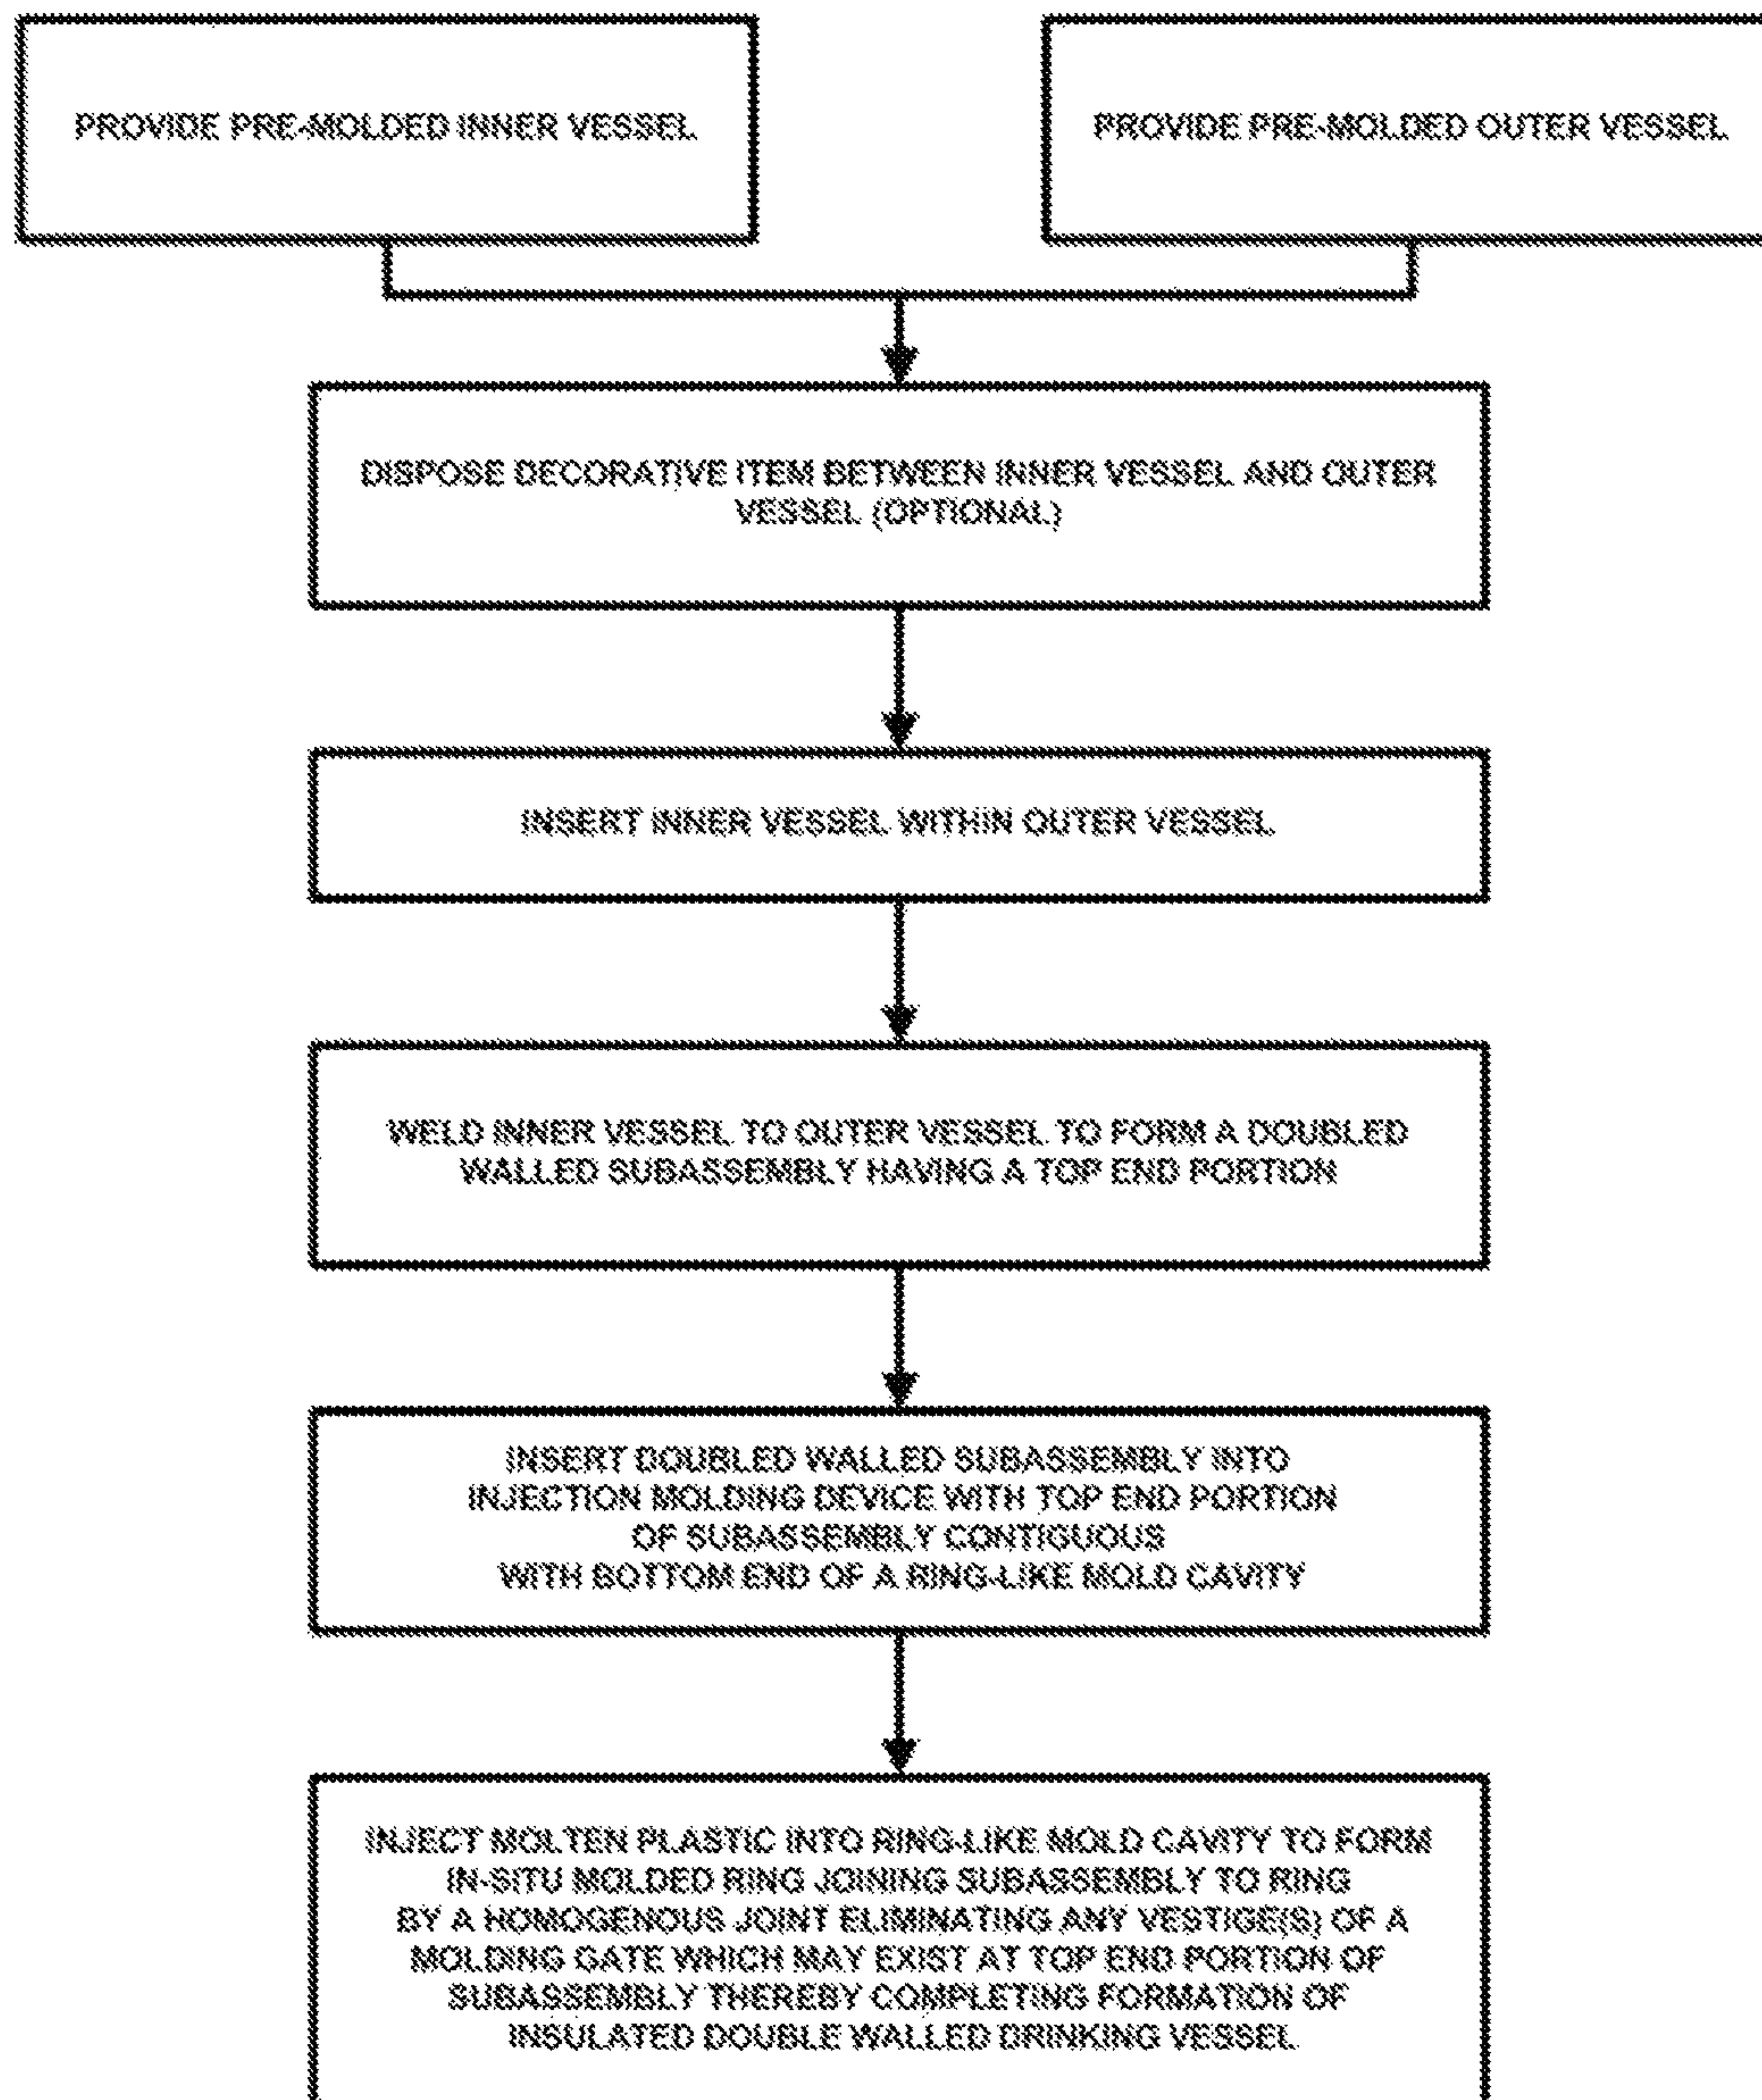 PROVIDE PRE-MOLDED INNER VESSEL
PROVIDE PRE-MOLDED OUTER VESSEL
DISPOSE DECORATIVE ITEM BETWEEN INNER VESSEL AND OUTER
VESSEL (OPTIONAL)
INSERT INNER VESSEL WITHIN OUTER VESSEL
WELD INNER VESSEL TO OUTER VESSEL TO FORM A DOUBLED
WALLED SUBASSEMBLY HAVING A TOP END PORTION
INSERT DOUBLED WALLED SUBASSEMBLY INTO
INJECTION MOLDING DEVICE WITH TOP END PORTION
OF SUBASSEMBLY CONTIGUOUS
WITH BOTTOM END OF A RING-LIKE MOLD CAVITY
INJECT MOLTEN PLASTIC INTO RING-LIKE MOLD CAVITY TO FORM
IN-SITU MOLDED RING JOINING SUBASSEMBLY TO RING
BY A HOMOGENOUS JOINT ELIMINATING ANY VESTIGE(S) OF A
MOLDING GATE WHICH MAY EXIST AT TOP END PORTION OF
SUBASSEMBLY THEREBY COMPLETING FORMATION OF
INSULATED DOUBLE WALLED DRINKING VESSEL